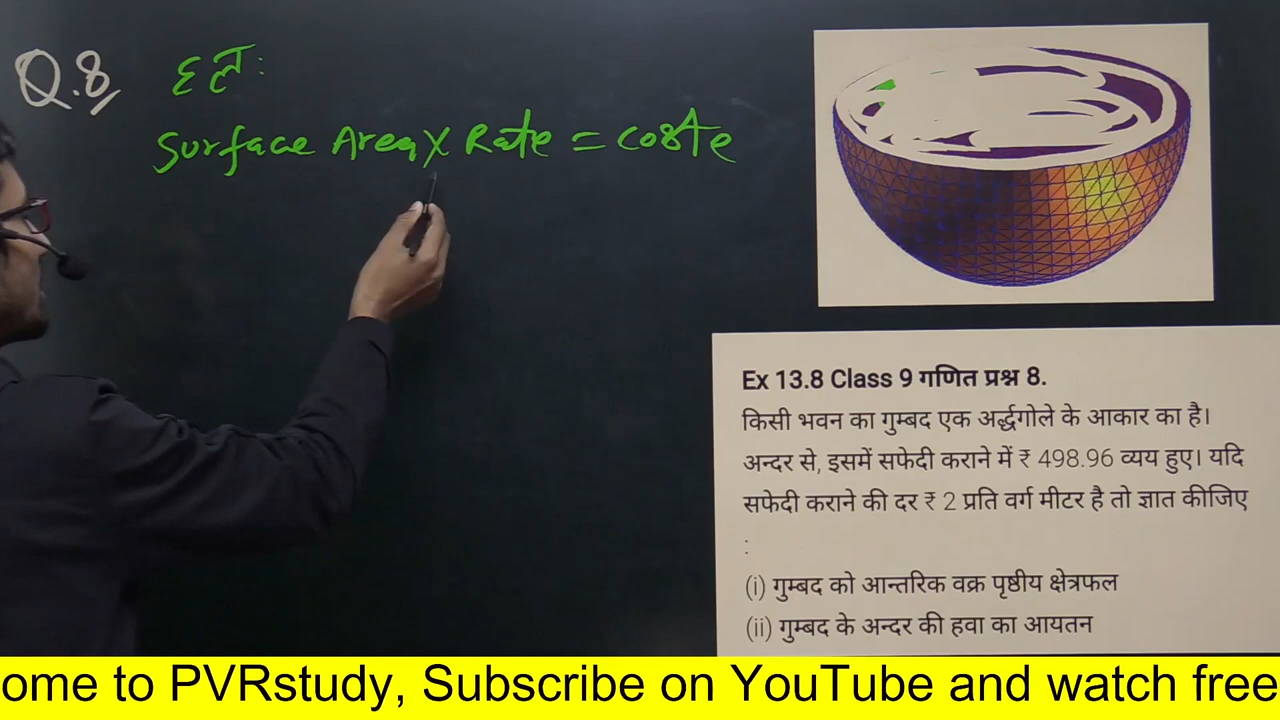 Q.8 हल:
Surface Area X Rate = coste
Ex 13.8 Class 9 गणित प्रश्न 8.
किसी भवन का गुम्बद एक अर्द्धगोले के आकार का है।
अन्दर से, इसमें सफेदी कराने में ₹ 498.96 व्यय हुए। यदि
सफेदी कराने की दर ₹ 2 प्रति वर्ग मीटर है तो ज्ञात कीजिए
:
(i) गुम्बद को आन्तरिक वक्र पृष्ठीय क्षेत्रफल
(ii) गुम्बद के अन्दर की हवा का आयतन
ome to PVRstudy, Subscribe on YouTube and watch free